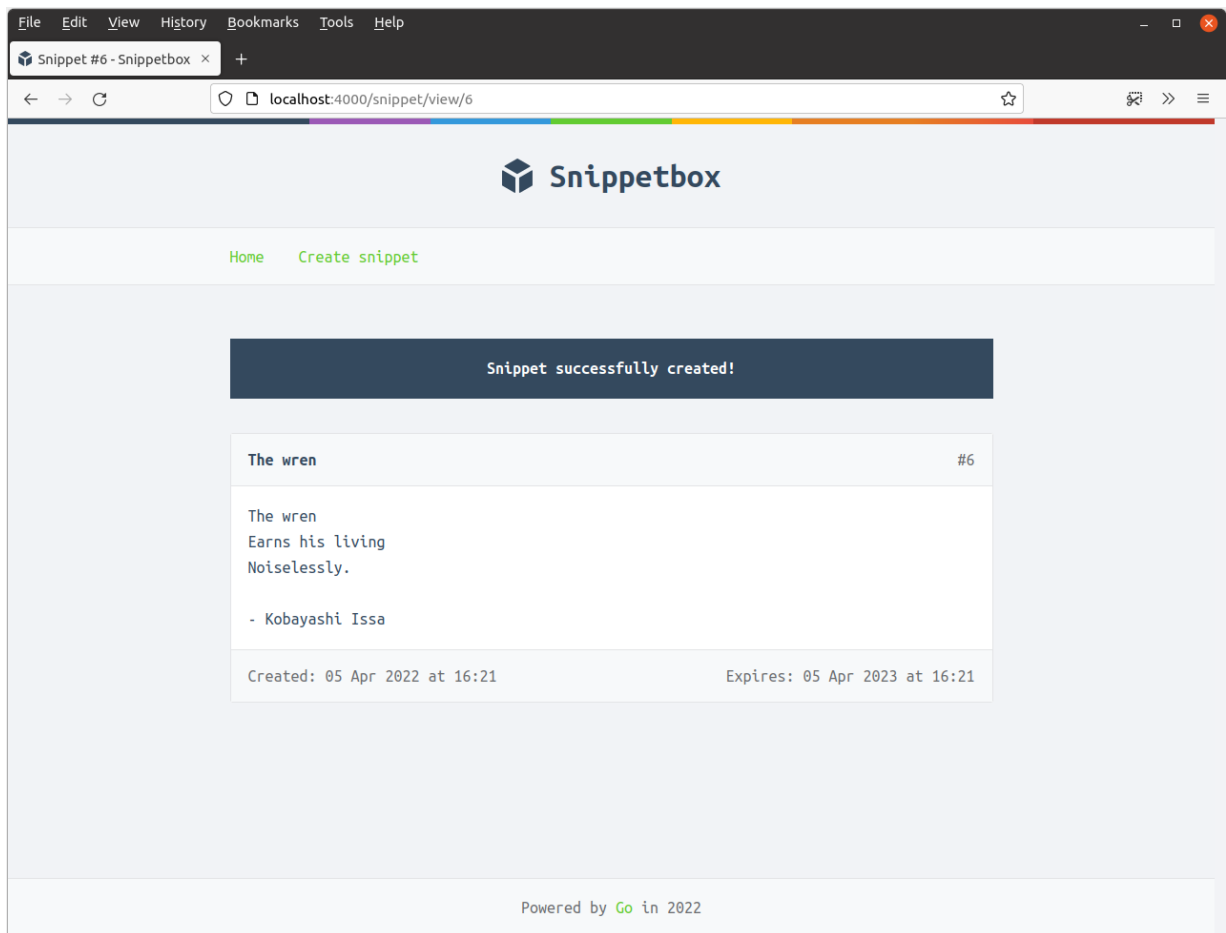 File Edit View History Bookmarks Tools Help
Snippet #6 - Snippetbox
localhost:4000/snippet/view/6
Snippetbox
Home Create snippet
Snippet successfully created!
The wren #6
The wren
Earns his living
Noiselessly.
- Kobayashi Issa
Created: 05 Apr 2022 at 16:21 Expires: 05 Apr 2023 at 16:21
Powered by Go in 2022